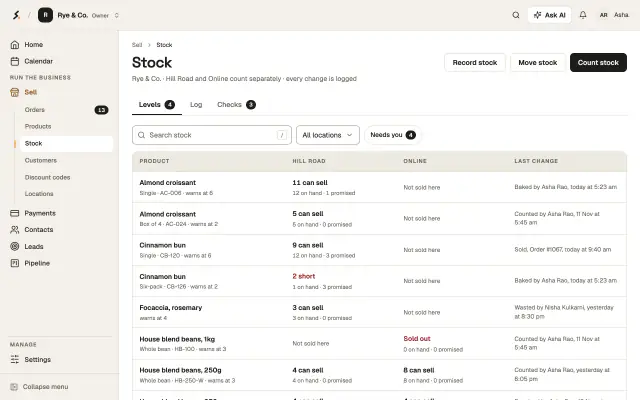 / R Rye & Co. Owner
Ask AI AR Asha
Home
Calendar
RUN THE BUSINESS
Sell
Orders 13
Products
Stock
Customers
Discount codes
Locations
Payments
Contacts
Leads
Pipeline
MANAGE
Settings
Collapse menu
Sell > Stock
Stock
Rye & Co. · Hill Road and Online count separately · every change is logged
Record stock Move stock Count stock
Levels 4 Log Checks 3
Search stock / All locations Needs you 4
PRODUCT HILL ROAD ONLINE LAST CHANGE
Almond croissant 11 can sell
Single · AC-006 · warns at 6 12 on hand · 1 promised Not sold here Baked by Asha Rao, today at 5:23 am
Almond croissant 5 can sell Counted by Asha Rao, 11 Nov at
Box of 4 · AC-024 · warns at 2 5 on hand · 0 promised Not sold here 5:45 am
Cinnamon bun 9 can sell
Single · CB-120 · warns at 6 12 on hand · 3 promised Not sold here Sold, Order #1067, today at 9:40 am
Cinnamon bun 2 short
Six-pack · CB-126 · warns at 2 1 on hand · 3 promised Not sold here Baked by Asha Rao, today at 5:23 am
Focaccia, rosemary 3 can sell Wasted by Nisha Kulkarni, yesterday
warns at 4 3 on hand · 0 promised Not sold here at 8:30 pm
House blend beans, 1kg Sold out Counted by Asha Rao, 11 Nov at
Whole bean · HB-100 · warns at 3 Not sold here 0 on hand · 0 promised 5:45 am
House blend beans, 250g 4 can sell 8 can sell Counted by Asha Rao, yesterday at
Whole bean · HB-250-W · warns at 3 4 on hand · 0 promised 8 on hand · 0 promised 6:05 pm